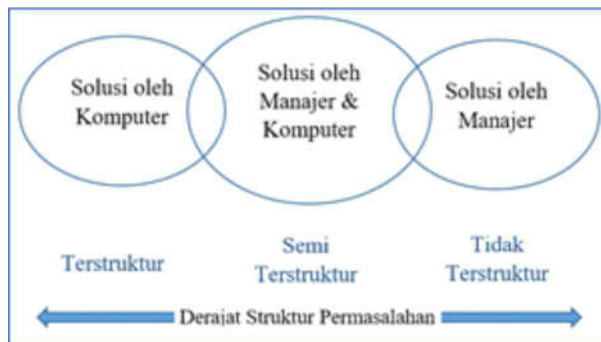 Solusi oleh
Komputer
Solusi oleh
Manajer &
Komputer
Solusi oleh
Manajer
Terstruktur
Semi
Terstruktur
Tidak
Terstruktur
Derajat Struktur Permasalahan